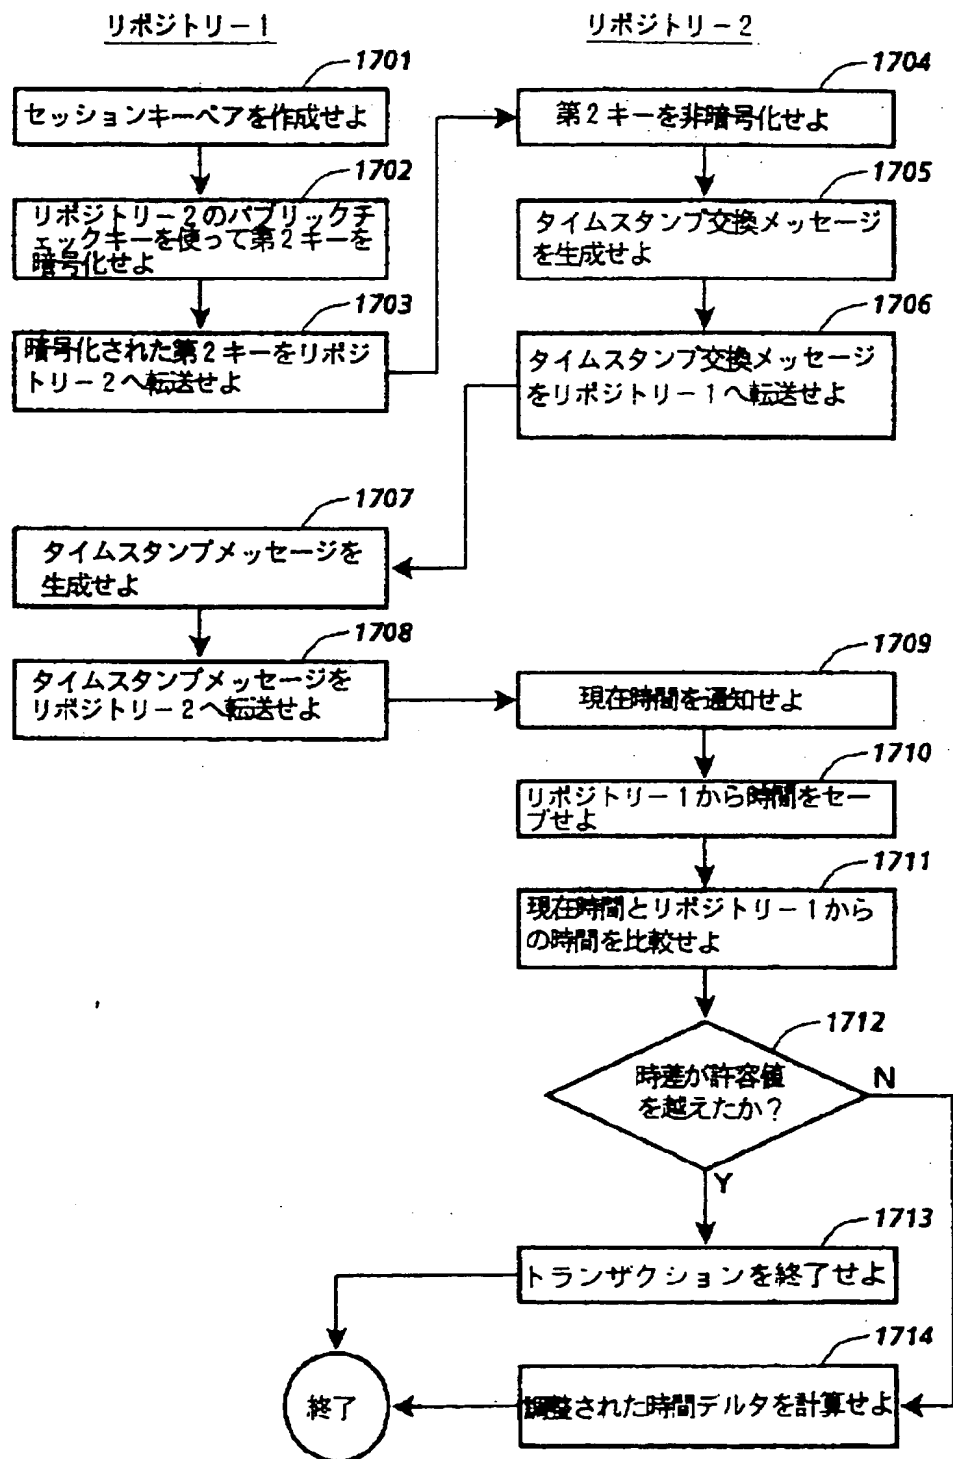 リポジトリー1
リポジトリー2
1701
セッションキーペアを作成せよ
1702
リポジトリー2のパブリックチ
ェックキーを使って第2キーを
暗号化せよ
1703
暗号化された第2キーをリポジ
トリー2へ転送せよ
1704
第2キーを非暗号化せよ
1705
タイムスタンプ交換メッセージ
を生成せよ
1706
タイムスタンプ交換メッセージ
をリポジトリー1へ転送せよ
1707
タイムスタンプメッセージを
生成せよ
1708
タイムスタンプメッセージを
リポジトリー2へ転送せよ
1709
現在時間を通知せよ
1710
リポジトリー1から時間をセー
ブせよ
1711
現在時間とリポジトリー1から
の時間を比較せよ
1712
時差が許容値
を越えたか?
N
Y
1713
トランザクションを終了せよ
1714
調整された時間デルタを計算せよ
終了